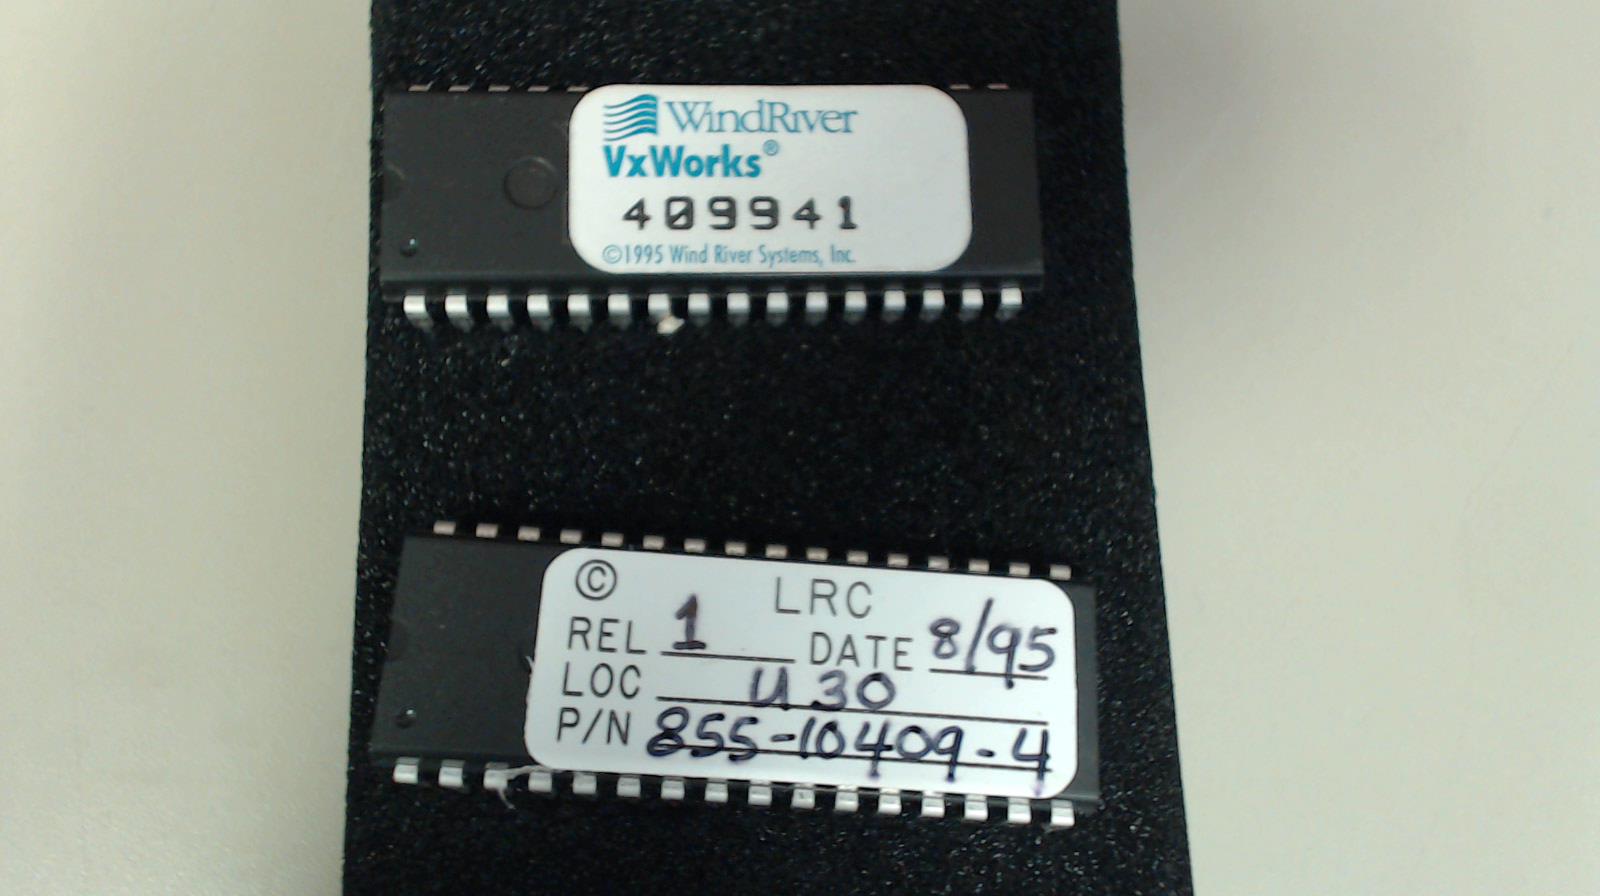 WindRiver
VxWorks®
409941
©1995 Wind River Systems, Inc.
© LRC
REL 1 DATE 8/95
LOC U30
P/N 855-10409-4